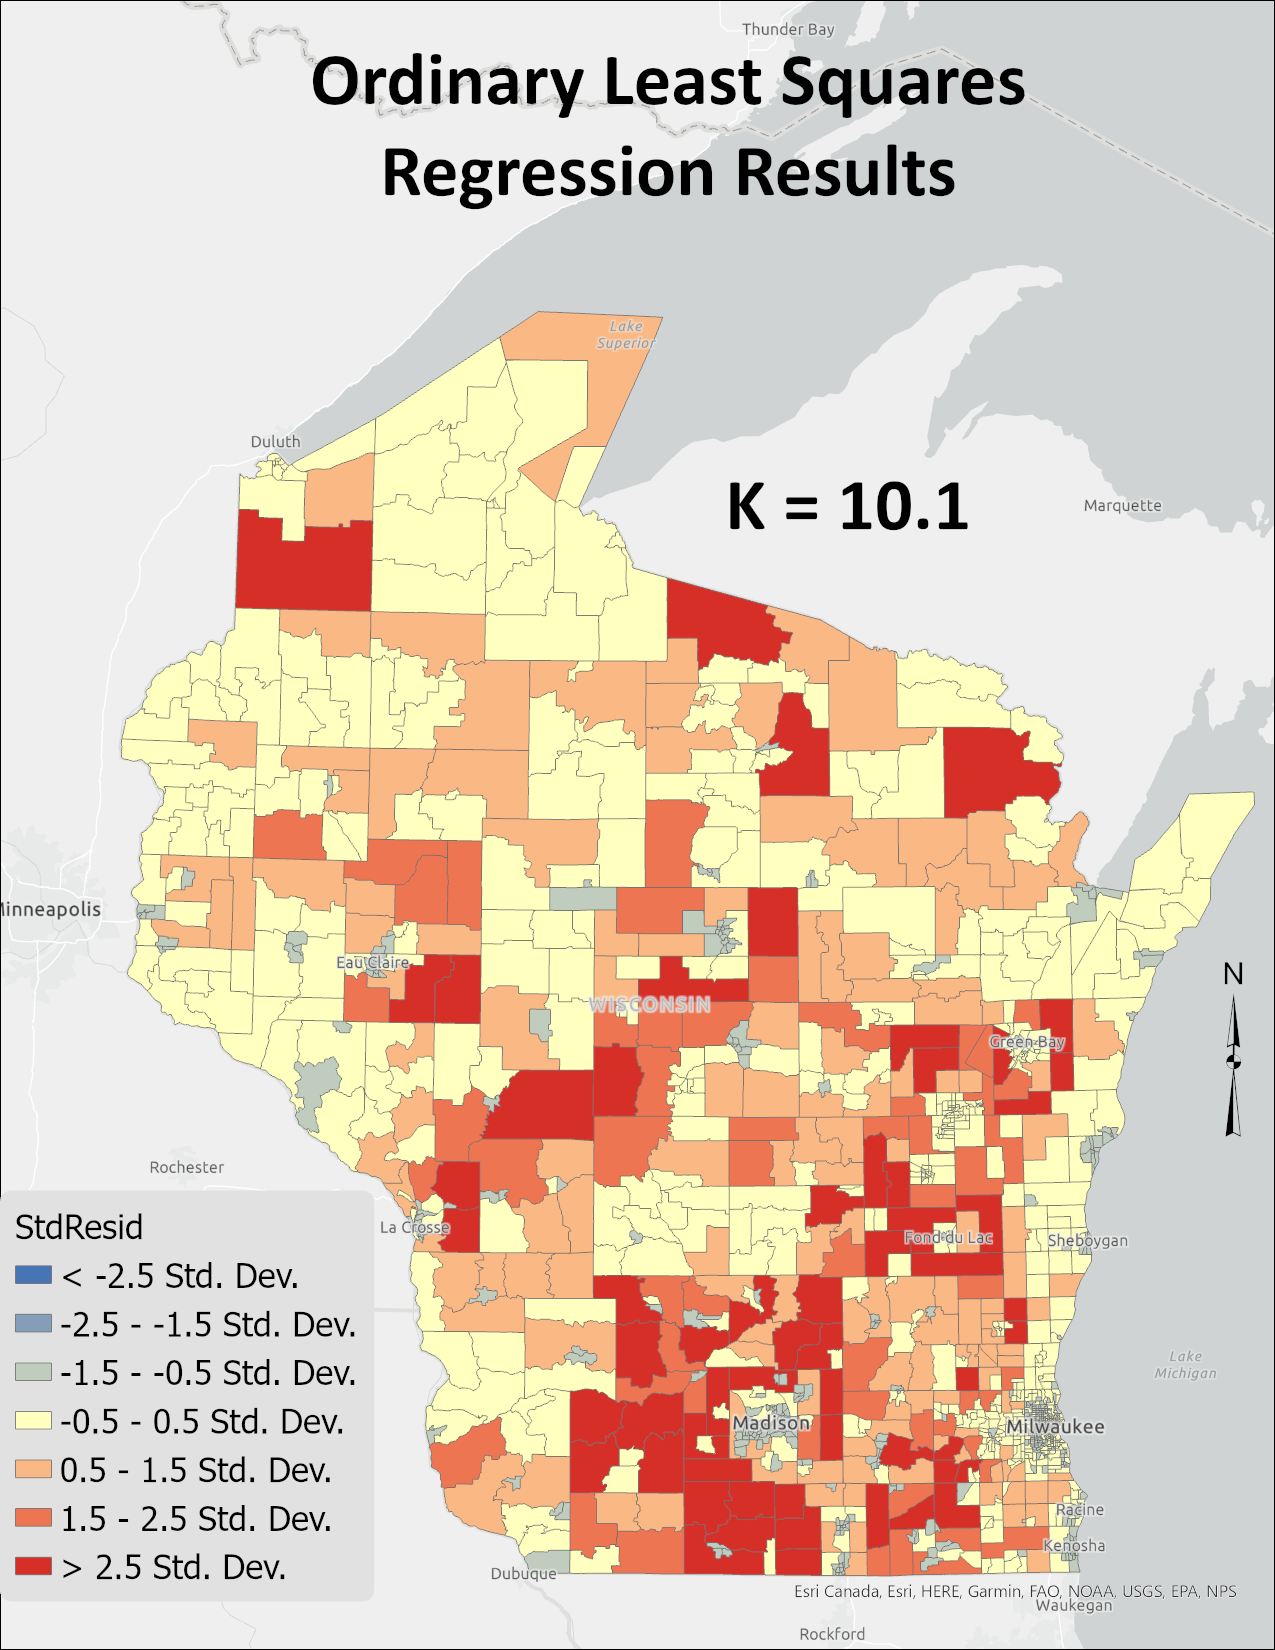 Thunder Bay
Ordinary Least Squares
Regression Results
Lake
Superior
Duluth
K = 10.1
Marquette
Minneapolis
Eau Claire
WISCONSIN
N
Green Bay
Rochester
La Crosse
Fond du Lac
Sheboygan
StdResid
< -2.5 Std. Dev.
-2.5 - -1.5 Std. Dev.
-1.5 - -0.5 Std. Dev.
-0.5 - 0.5 Std. Dev.
0.5 - 1.5 Std. Dev.
1.5 - 2.5 Std. Dev.
> 2.5 Std. Dev.
Lake
Michigan
Madison
Milwaukee
Racine
Kenosha
Dubuque
Esri Canada, Esri, HERE, Garmin, FAO, NOAA, USGS, EPA, NPS
Waukegan
Rockford